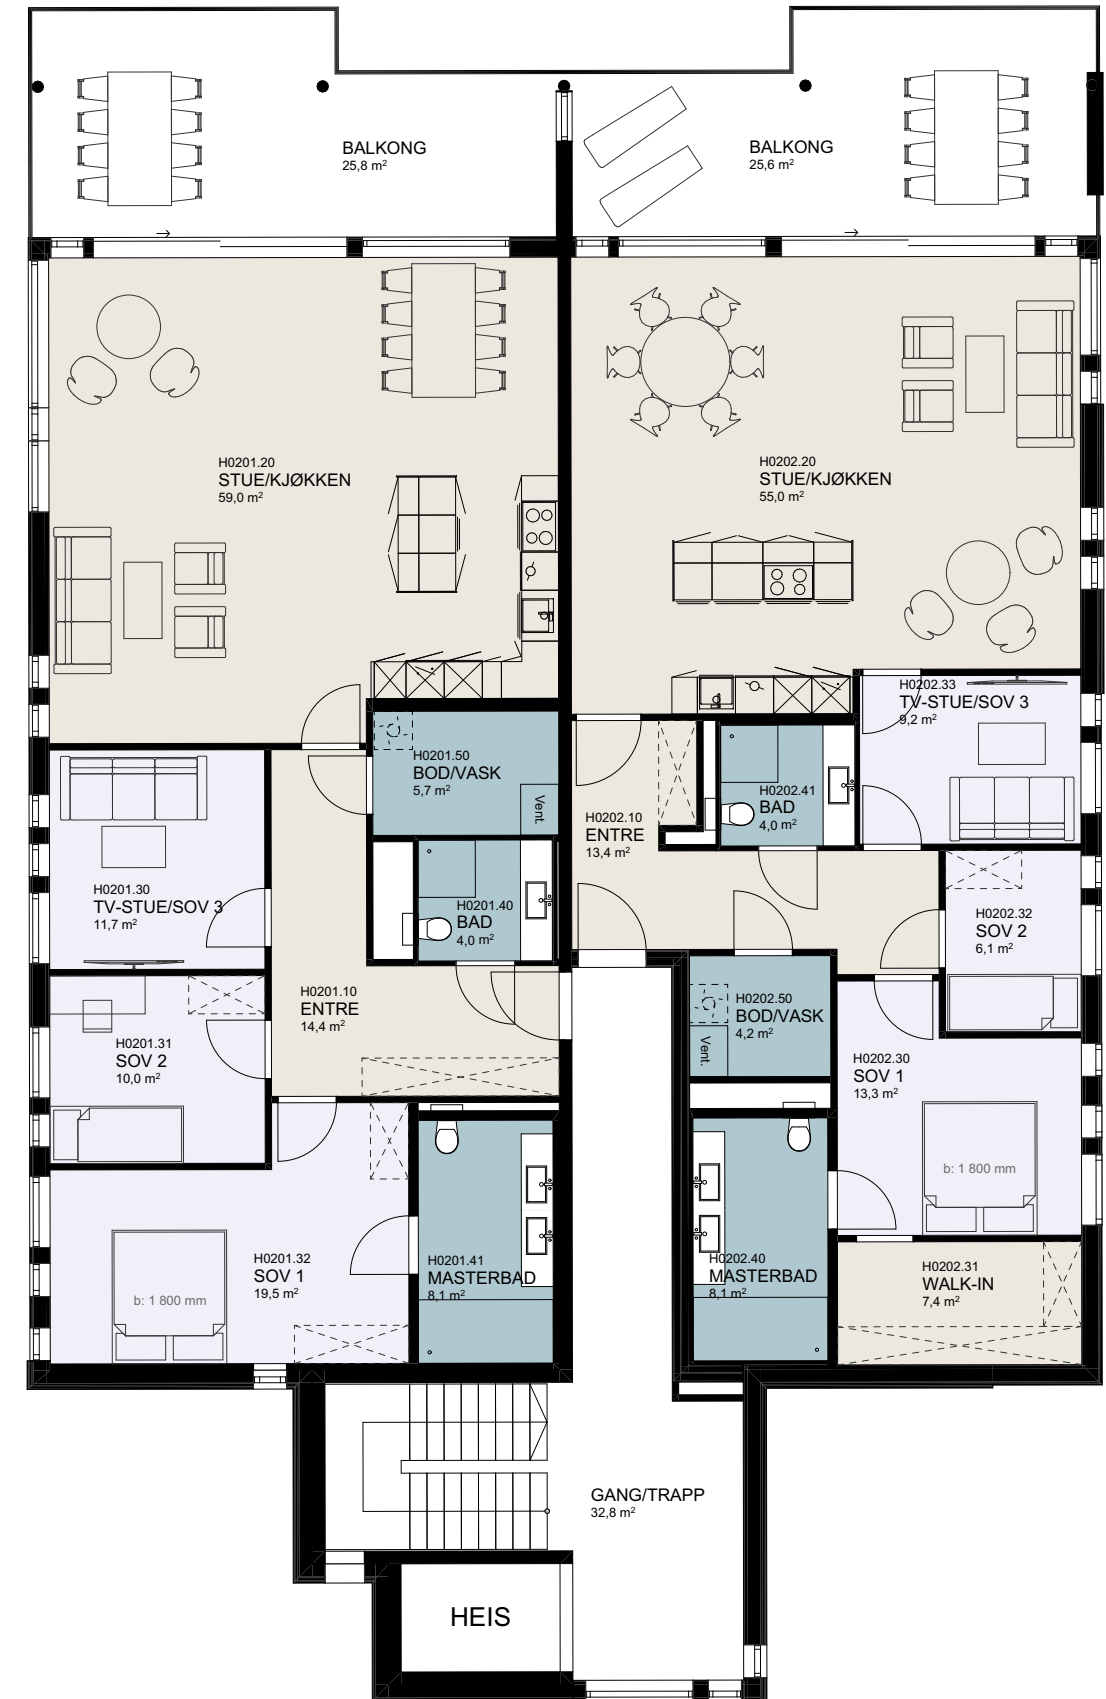 BALKONG
25,8 m²
BALKONG
25,6 m²
H0201.20
STUE/KJØKKEN
59,0 m²
H0202.20
STUE/KJØKKEN
55,0 m²
H0202.33
TV-STUE/SOV 3
9,2 m²
H0201.50
BOD/VASK
5,7 m²
Vent.
H0202.41
BAD
4,0 m²
H0202.10
ENTRE
13,4 m²
H0201.30
TV-STUE/SOV 3
11,7 m²
H0201.40
BAD
4,0 m²
H0202.32
SOV 2
6,1 m²
H0201.10
ENTRE
14,4 m²
H0202.50
BOD/VASK
4,2 m²
Vent.
H0201.31
SOV 2
10,0 m²
H0202.30
SOV 1
13,3 m²
b: 1 800 mm
H0201.32
SOV 1
19,5 m²
b: 1 800 mm
H0201.41
MASTERBAD
8,1 m²
H0202.40
MASTERBAD
8,1 m²
H0202.31
WALK-IN
7,4 m²
GANG/TRAPP
32,8 m²
HEIS